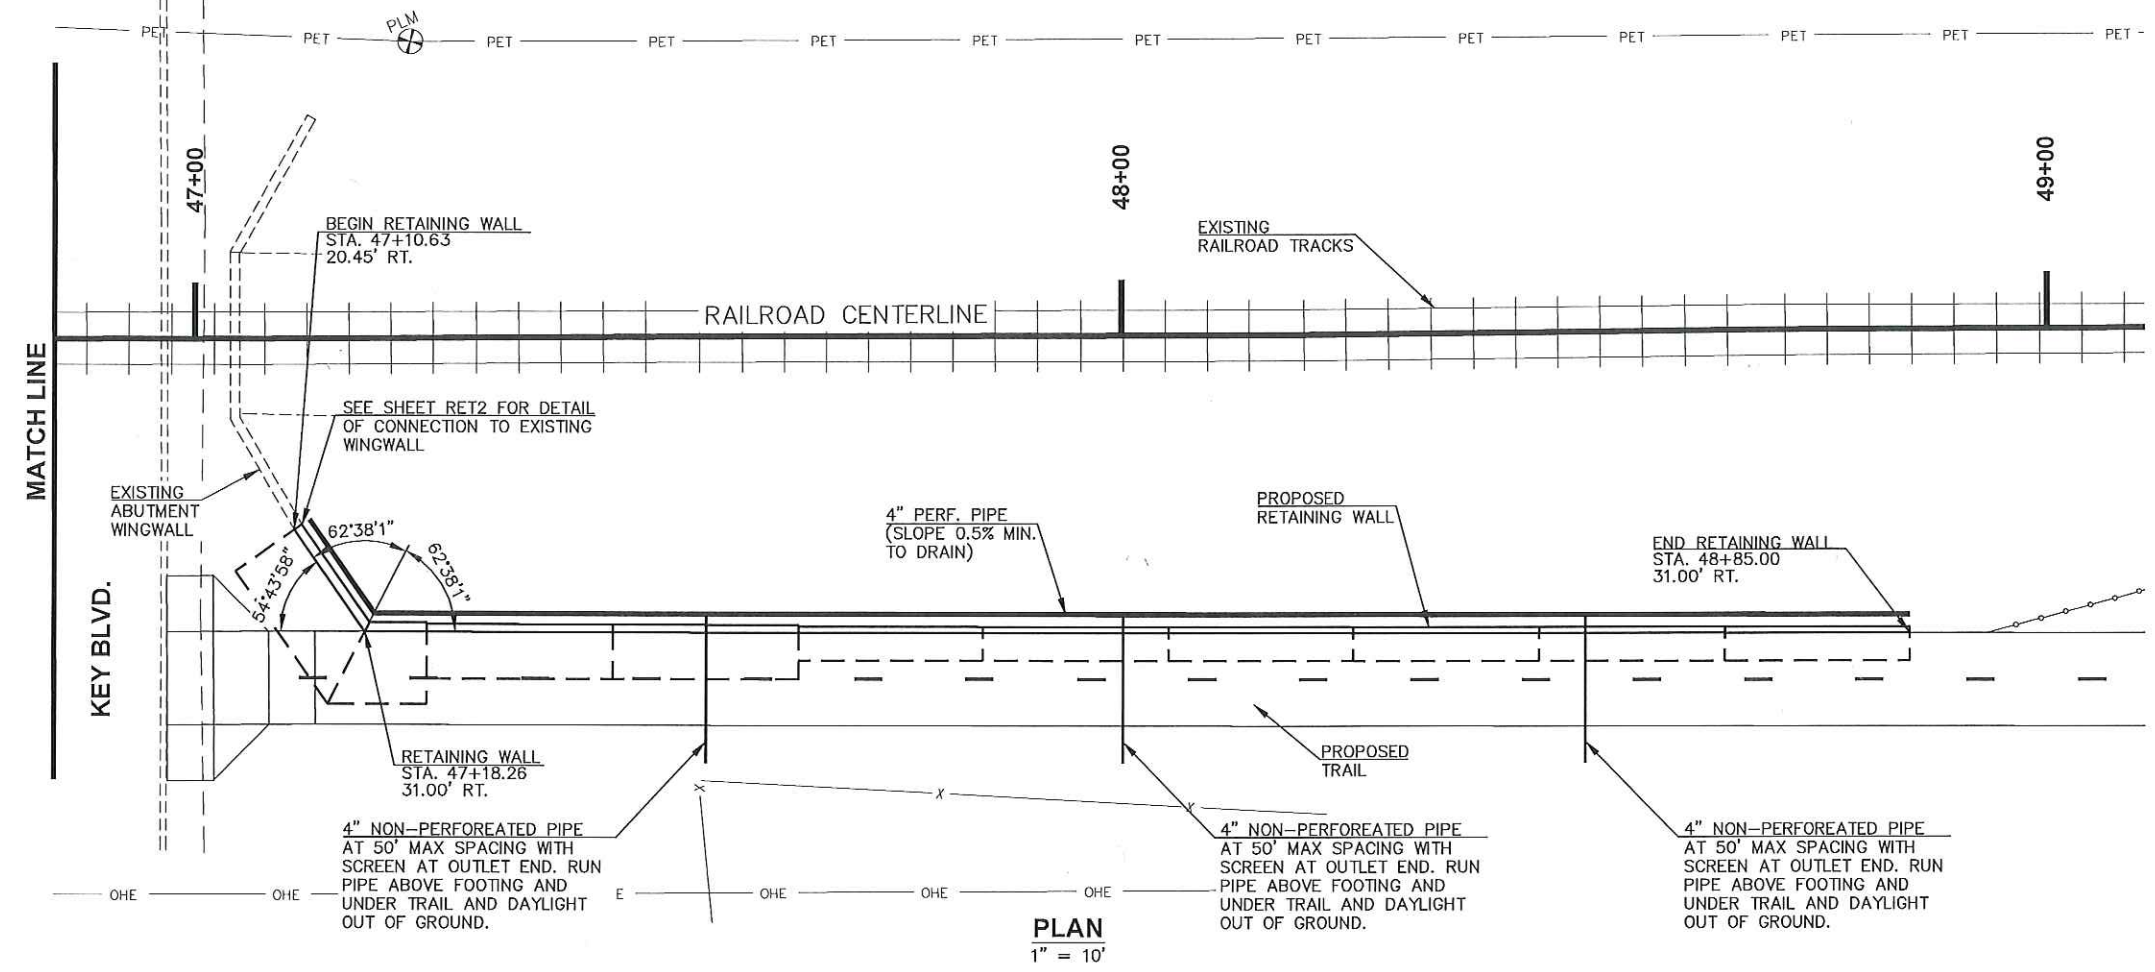 PET PET PLM PET PET PET PET PET PET PET PET PET PET PET
47+00
48+00
49+00
BEGIN RETAINING WALL
STA. 47+10.63
20.45' RT.
EXISTING
RAILROAD TRACKS
RAILROAD CENTERLINE
MATCH LINE
SEE SHEET RET2 FOR DETAIL
OF CONNECTION TO EXISTING
WINGWALL
EXISTING
ABUTMENT
WINGWALL
62°38'1"
62°38'1"
54°43'58"
4" PERF. PIPE
(SLOPE 0.5% MIN.
TO DRAIN)
PROPOSED
RETAINING WALL
END RETAINING WALL
STA. 48+85.00
31.00' RT.
KEY BLVD.
RETAINING WALL
STA. 47+18.26
31.00' RT.
PROPOSED
TRAIL
X X X
4" NON-PERFOREATED PIPE
AT 50' MAX SPACING WITH
SCREEN AT OUTLET END. RUN
PIPE ABOVE FOOTING AND
UNDER TRAIL AND DAYLIGHT
OUT OF GROUND.
4" NON-PERFOREATED PIPE
AT 50' MAX SPACING WITH
SCREEN AT OUTLET END. RUN
PIPE ABOVE FOOTING AND
UNDER TRAIL AND DAYLIGHT
OUT OF GROUND.
4" NON-PERFOREATED PIPE
AT 50' MAX SPACING WITH
SCREEN AT OUTLET END. RUN
PIPE ABOVE FOOTING AND
UNDER TRAIL AND DAYLIGHT
OUT OF GROUND.
OHE OHE E OHE OHE OHE
PLAN
1" = 10'